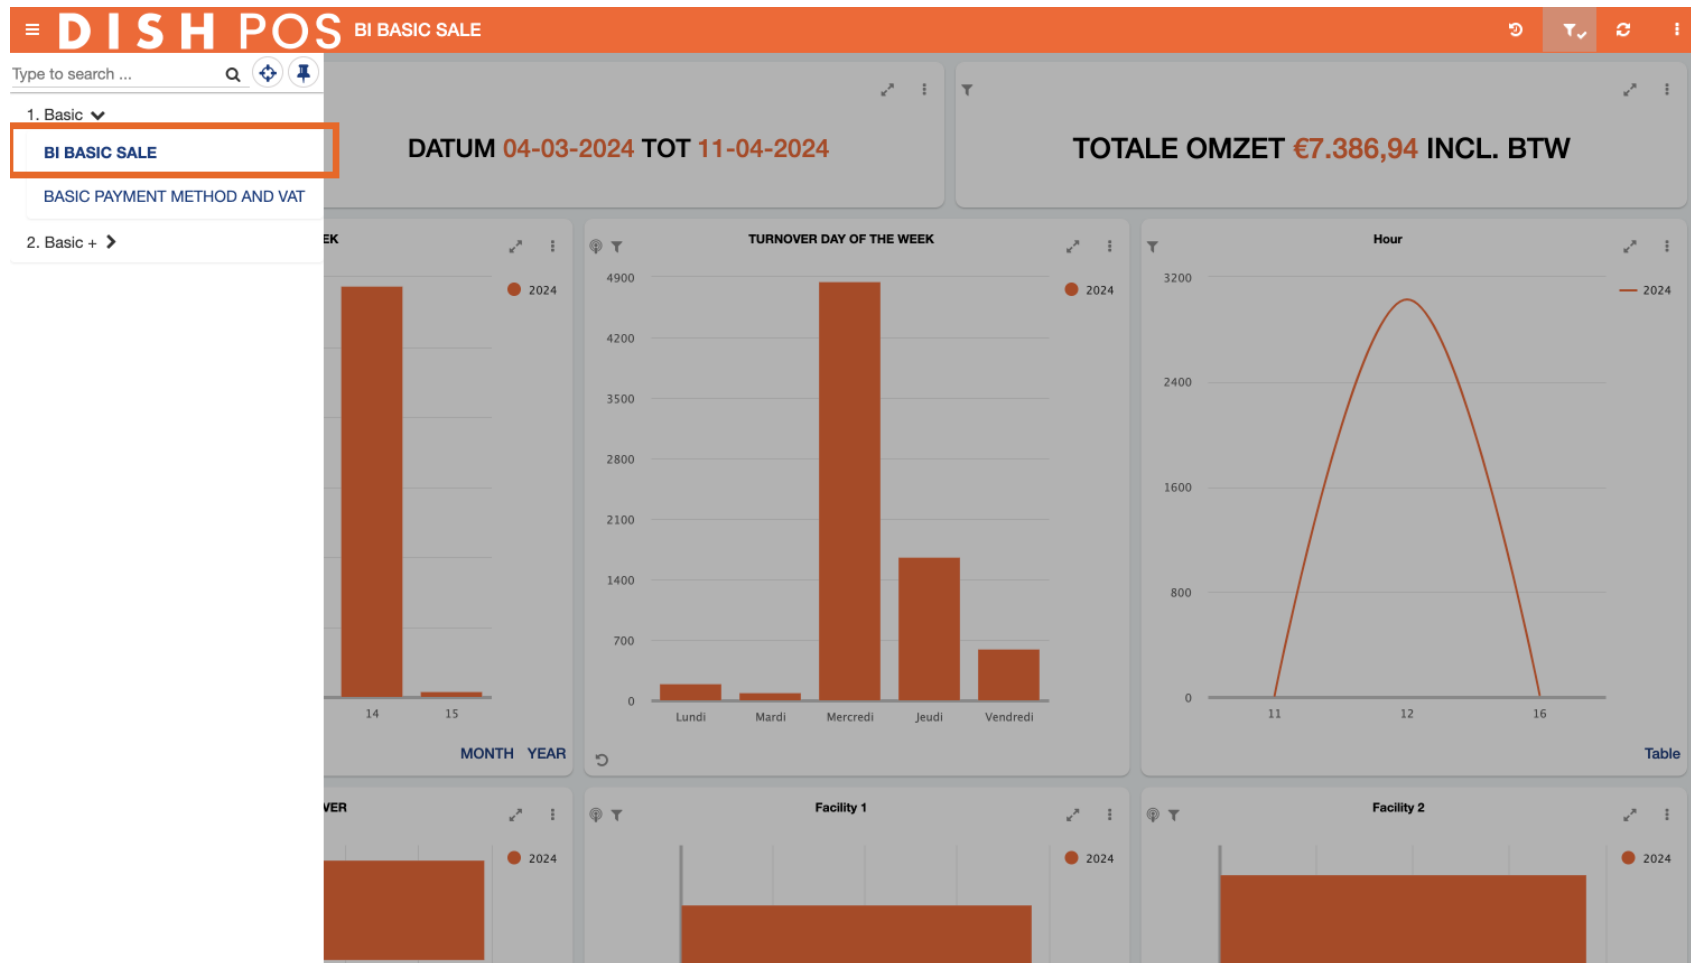 DISH POS BI BASIC SALE
Type to search ...
1. Basic
BI BASIC SALE
BASIC PAYMENT METHOD AND VAT
2. Basic +
DATUM 04-03-2024 TOT 11-04-2024
TOTALE OMZET €7.386,94 INCL. BTW
EK
2024
14 15
MONTH YEAR
TURNOVER DAY OF THE WEEK
2024
4900
4200
3500
2800
2100
1400
700
0
Lundi Mardi Mercredi Jeudi Vendredi
Hour
2024
3200
2400
1600
800
0
11 12 16
Table
VER
2024
Facility 1
2024
Facility 2
2024